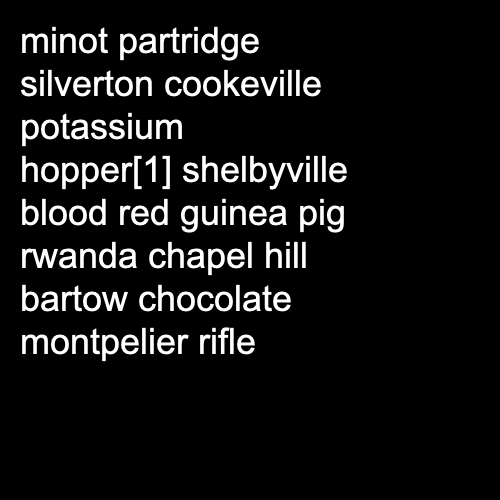 minot partridge
silverton cookeville
potassium
hopper[1] shelbyville
blood red guinea pig
rwanda chapel hill
bartow chocolate
montpelier rifle